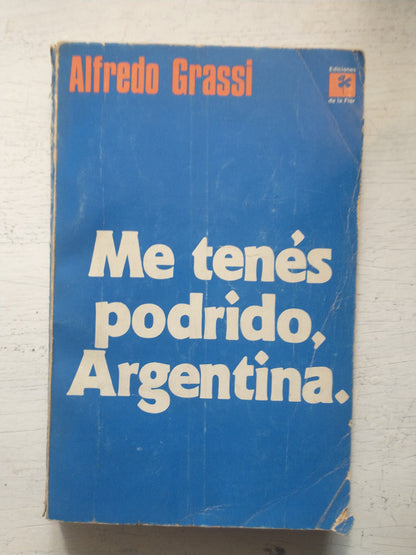 Alfredo Grassi
Ediciones
de la Flor
Me tenés
podrido,
Argentina.